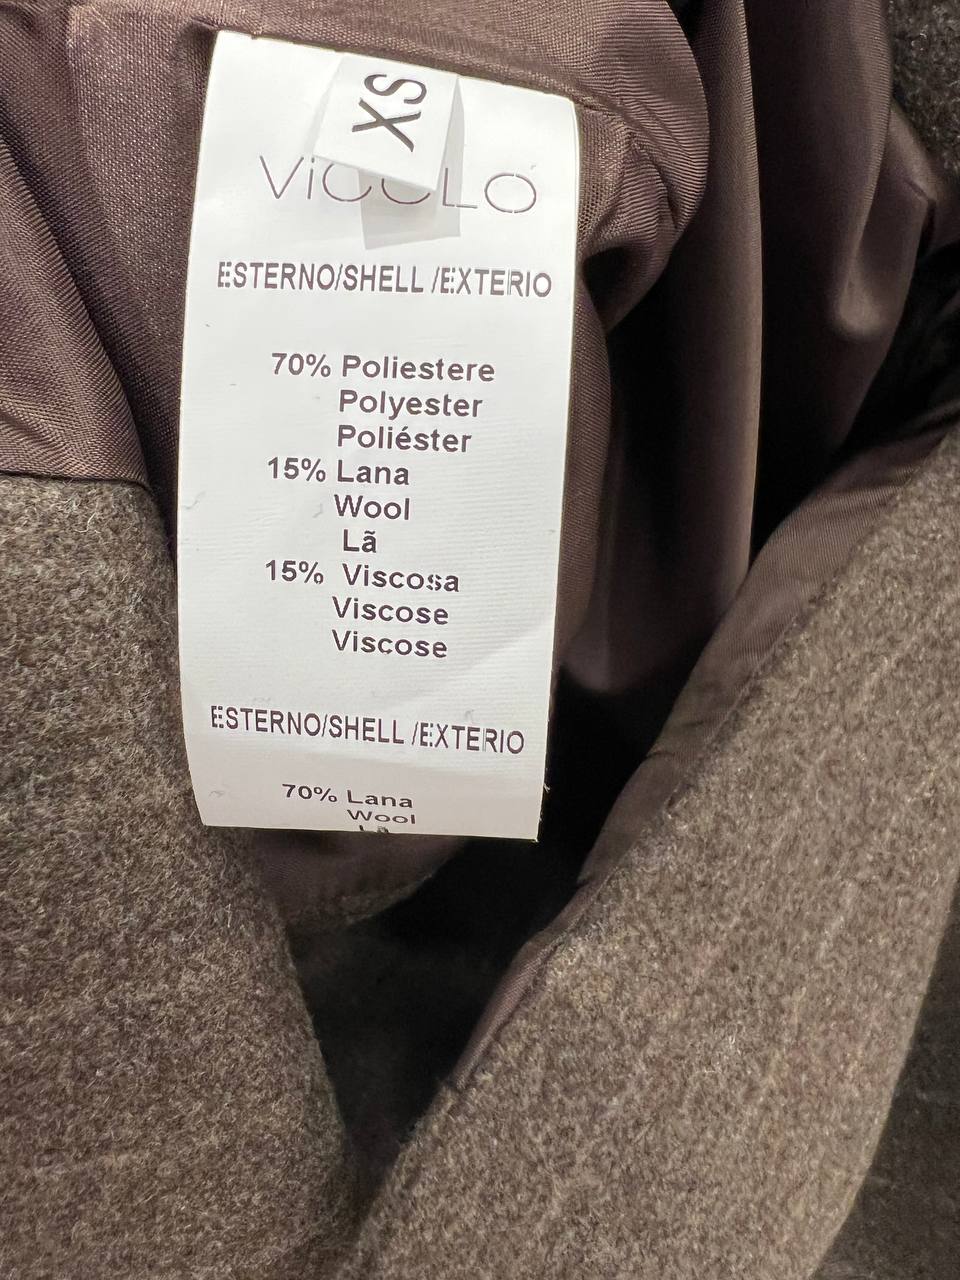 XS
ViCOLO
ESTERNO/SHELL /EXTERIO
70% Poliestere
Polyester
Poliéster
15% Lana
Wool
Lã
15% Viscosa
Viscose
Viscose
ESTERNO/SHELL /EXTERIO
70% Lana
Wool
Lã